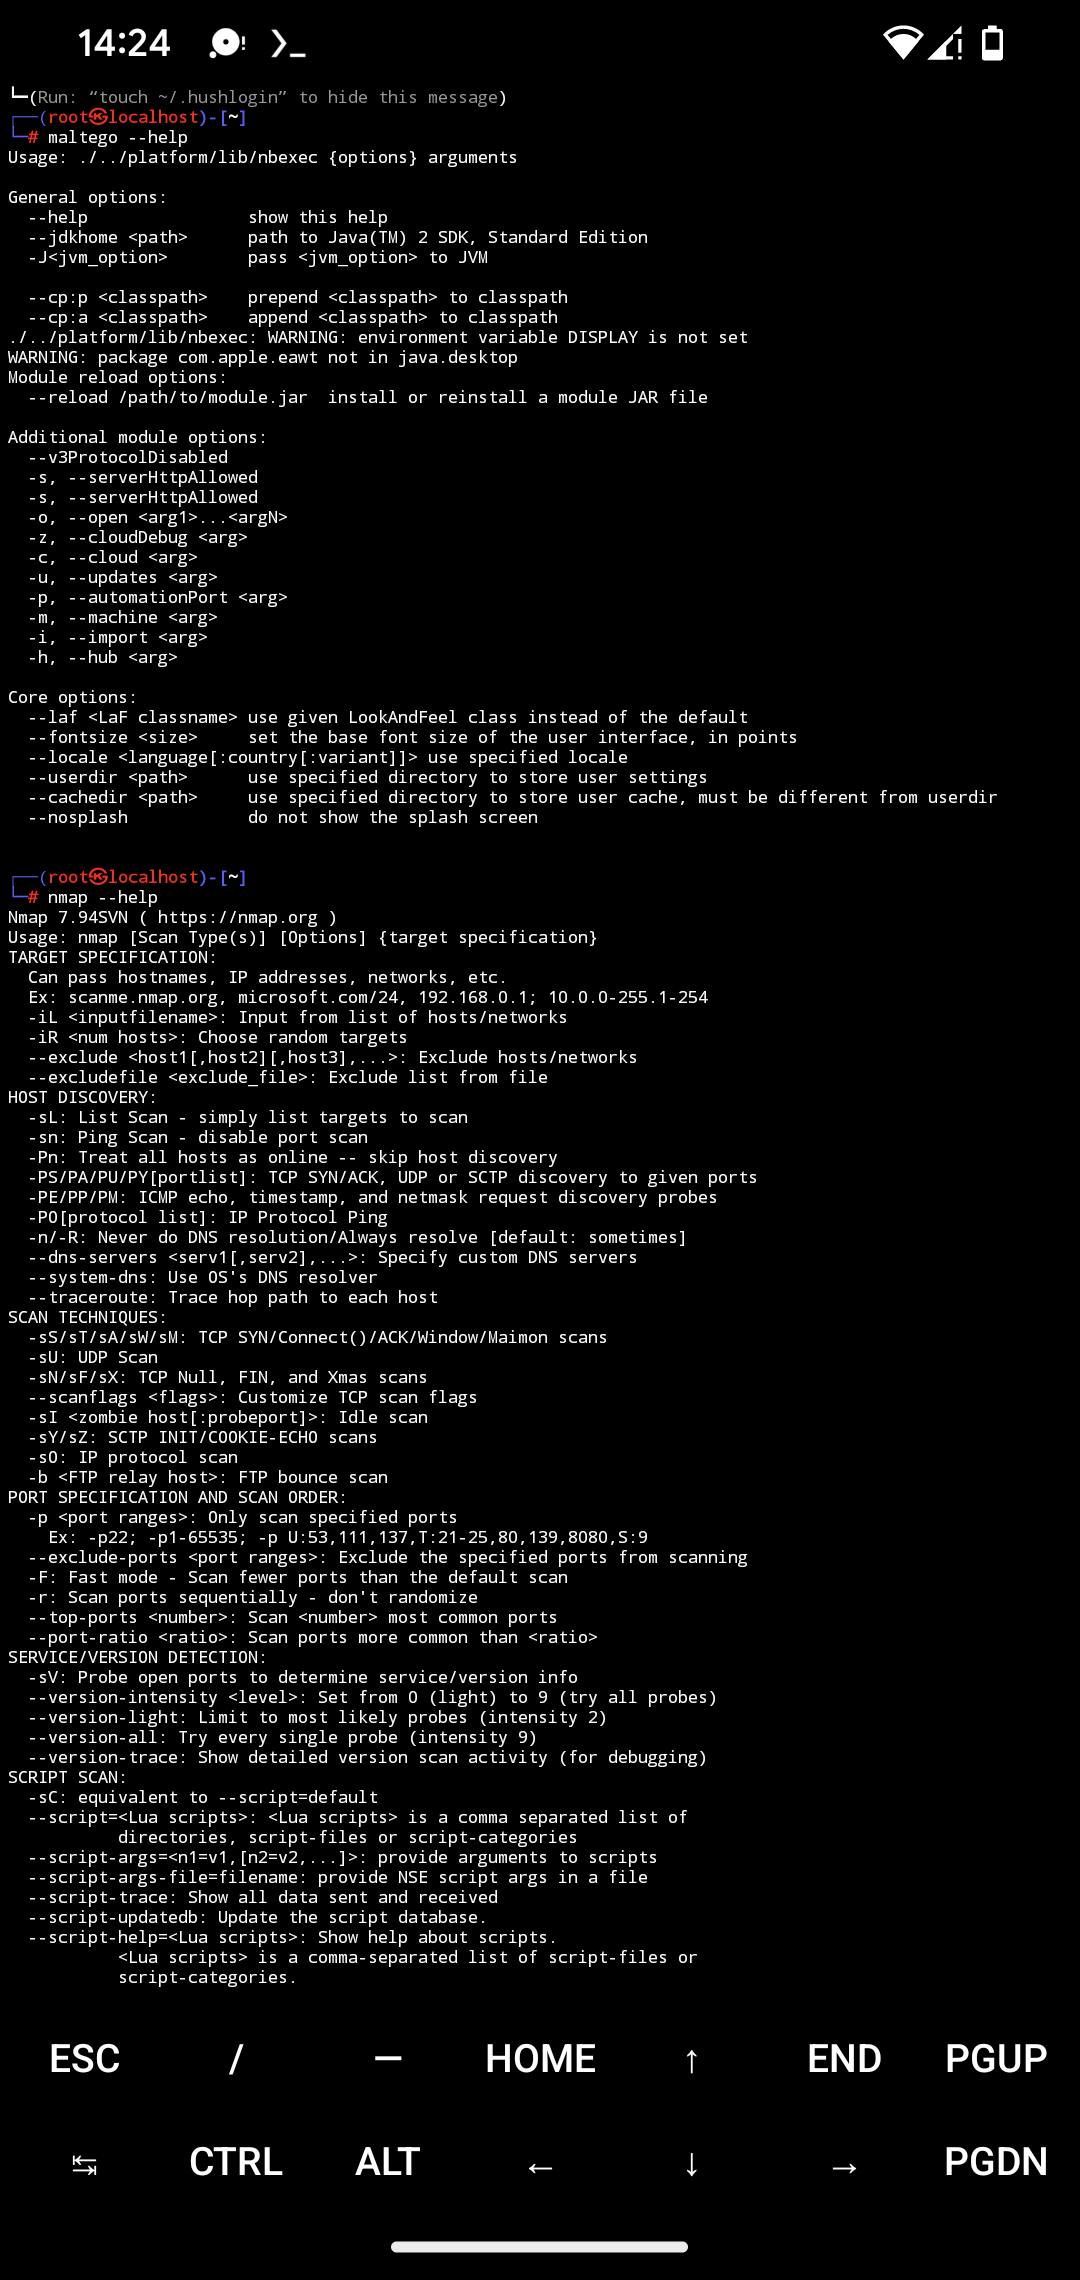 14:24
└─(Run: “touch ~/.hushlogin” to hide this message)
┌──(root㉿localhost)-[~]
└─# maltego --help
Usage: ./../platform/lib/nbexec {options} arguments
General options:
--help show this help
--jdkhome <path> path to Java(TM) 2 SDK, Standard Edition
-J<jvm_option> pass <jvm_option> to JVM
--cp:p <classpath> prepend <classpath> to classpath
--cp:a <classpath> append <classpath> to classpath
./../platform/lib/nbexec: WARNING: environment variable DISPLAY is not set
WARNING: package com.apple.eawt not in java.desktop
Module reload options:
--reload /path/to/module.jar install or reinstall a module JAR file
Additional module options:
--v3ProtocolDisabled
-s, --serverHttpAllowed
-s, --serverHttpAllowed
-o, --open <arg1>...<argN>
-z, --cloudDebug <arg>
-c, --cloud <arg>
-u, --updates <arg>
-p, --automationPort <arg>
-m, --machine <arg>
-i, --import <arg>
-h, --hub <arg>
Core options:
--laf <LaF classname> use given LookAndFeel class instead of the default
--fontsize <size> set the base font size of the user interface, in points
--locale <language[:country[:variant]]> use specified locale
--userdir <path> use specified directory to store user settings
--cachedir <path> use specified directory to store user cache, must be different from userdir
--nosplash do not show the splash screen
┌──(root㉿localhost)-[~]
└─# nmap --help
Nmap 7.94SVN ( https://nmap.org )
Usage: nmap [Scan Type(s)] [Options] {target specification}
TARGET SPECIFICATION:
Can pass hostnames, IP addresses, networks, etc.
Ex: scanme.nmap.org, microsoft.com/24, 192.168.0.1; 10.0.0-255.1-254
-iL <inputfilename>: Input from list of hosts/networks
-iR <num hosts>: Choose random targets
--exclude <host1[,host2][,host3],...>: Exclude hosts/networks
--excludefile <exclude_file>: Exclude list from file
HOST DISCOVERY:
-sL: List Scan - simply list targets to scan
-sn: Ping Scan - disable port scan
-Pn: Treat all hosts as online -- skip host discovery
-PS/PA/PU/PY[portlist]: TCP SYN/ACK, UDP or SCTP discovery to given ports
-PE/PP/PM: ICMP echo, timestamp, and netmask request discovery probes
-PO[protocol list]: IP Protocol Ping
-n/-R: Never do DNS resolution/Always resolve [default: sometimes]
--dns-servers <serv1[,serv2],...>: Specify custom DNS servers
--system-dns: Use OS's DNS resolver
--traceroute: Trace hop path to each host
SCAN TECHNIQUES:
-sS/sT/sA/sW/sM: TCP SYN/Connect()/ACK/Window/Maimon scans
-sU: UDP Scan
-sN/sF/sX: TCP Null, FIN, and Xmas scans
--scanflags <flags>: Customize TCP scan flags
-sI <zombie host[:probeport]>: Idle scan
-sY/sZ: SCTP INIT/COOKIE-ECHO scans
-sO: IP protocol scan
-b <FTP relay host>: FTP bounce scan
PORT SPECIFICATION AND SCAN ORDER:
-p <port ranges>: Only scan specified ports
Ex: -p22; -p1-65535; -p U:53,111,137,T:21-25,80,139,8080,S:9
--exclude-ports <port ranges>: Exclude the specified ports from scanning
-F: Fast mode - Scan fewer ports than the default scan
-r: Scan ports sequentially - don't randomize
--top-ports <number>: Scan <number> most common ports
--port-ratio <ratio>: Scan ports more common than <ratio>
SERVICE/VERSION DETECTION:
-sV: Probe open ports to determine service/version info
--version-intensity <level>: Set from 0 (light) to 9 (try all probes)
--version-light: Limit to most likely probes (intensity 2)
--version-all: Try every single probe (intensity 9)
--version-trace: Show detailed version scan activity (for debugging)
SCRIPT SCAN:
-sC: equivalent to --script=default
--script=<Lua scripts>: <Lua scripts> is a comma separated list of
directories, script-files or script-categories
--script-args=<n1=v1,[n2=v2,...]>: provide arguments to scripts
--script-args-file=filename: provide NSE script args in a file
--script-trace: Show all data sent and received
--script-updatedb: Update the script database.
--script-help=<Lua scripts>: Show help about scripts.
<Lua scripts> is a comma-separated list of script-files or
script-categories.
ESC / — HOME ↑ END PGUP
↹ CTRL ALT ← ↓ → PGDN